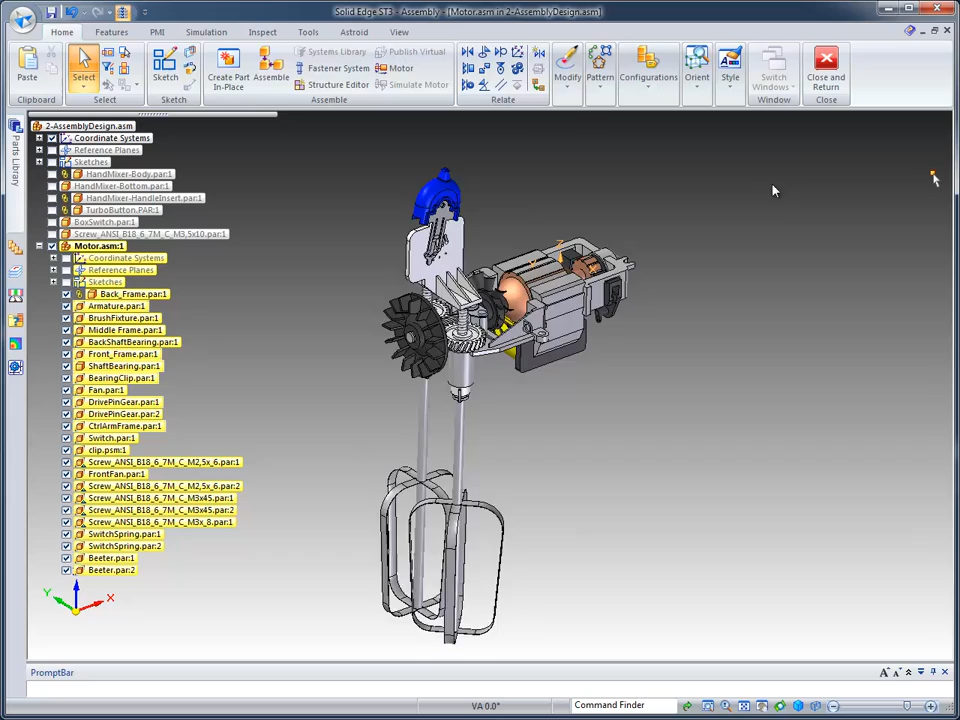 Solid Edge ST3 - Assembly - [Motor.asm in 2-AssemblyDesign.asm]
Home Features PMI Simulation Inspect Tools Astroid View
Paste
Select
Sketch
Create Part
In-Place
Assembly
Systems Library
Fastener System
Structure Editor
Publish Virtual
Motor
Simulate Motor
Modify
Pattern
Configurations
Orient
Style
Switch
Windows
Close and
Return
Clipboard Select Sketch Assemble Relate Window Close
Parts Library
2-AssemblyDesign.asm
Coordinate Systems
Reference Planes
Sketches
HandMixer-Body.par:1
HandMixer-Bottom.par:1
HandMixer-HandleInsert.par:1
TurboButton.PAR:1
BoxSwitch.par:1
Screw_ANSI_B18_6_7M_C_M3,5x10.par:1
Motor.asm:1
Coordinate Systems
Reference Planes
Sketches
Back_Frame.par:1
Armature.par:1
BrushFixture.par:1
Middle Frame.par:1
BackShaftBearing.par:1
Front_Frame.par:1
ShaftBearing.par:1
BearingClip.par:1
Fan.par:1
DrivePinGear.par:1
DrivePinGear.par:2
CtrlArmFrame.par:1
Switch.par:1
clip.psm:1
Screw_ANSI_B18_6_7M_C_M2,5x_6.par:1
FrontFan.par:1
Screw_ANSI_B18_6_7M_C_M2,5x_6.par:2
Screw_ANSI_B18_6_7M_C_M3x45.par:1
Screw_ANSI_B18_6_7M_C_M3x45.par:2
Screw_ANSI_B18_6_7M_C_M3x_8.par:1
SwitchSpring.par:1
SwitchSpring.par:2
Beeter.par:1
Beeter.par:2
Z
Y
X
PromptBar
VA 0.0°
Command Finder